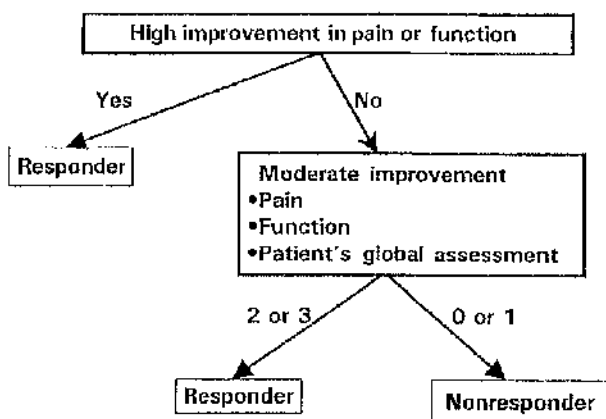 High improvement in pain or function
Yes
No
Responder
Moderate improvement
•Pain
•Function
•Patient's global assessment
2 or 3
0 or 1
Responder
Nonresponder